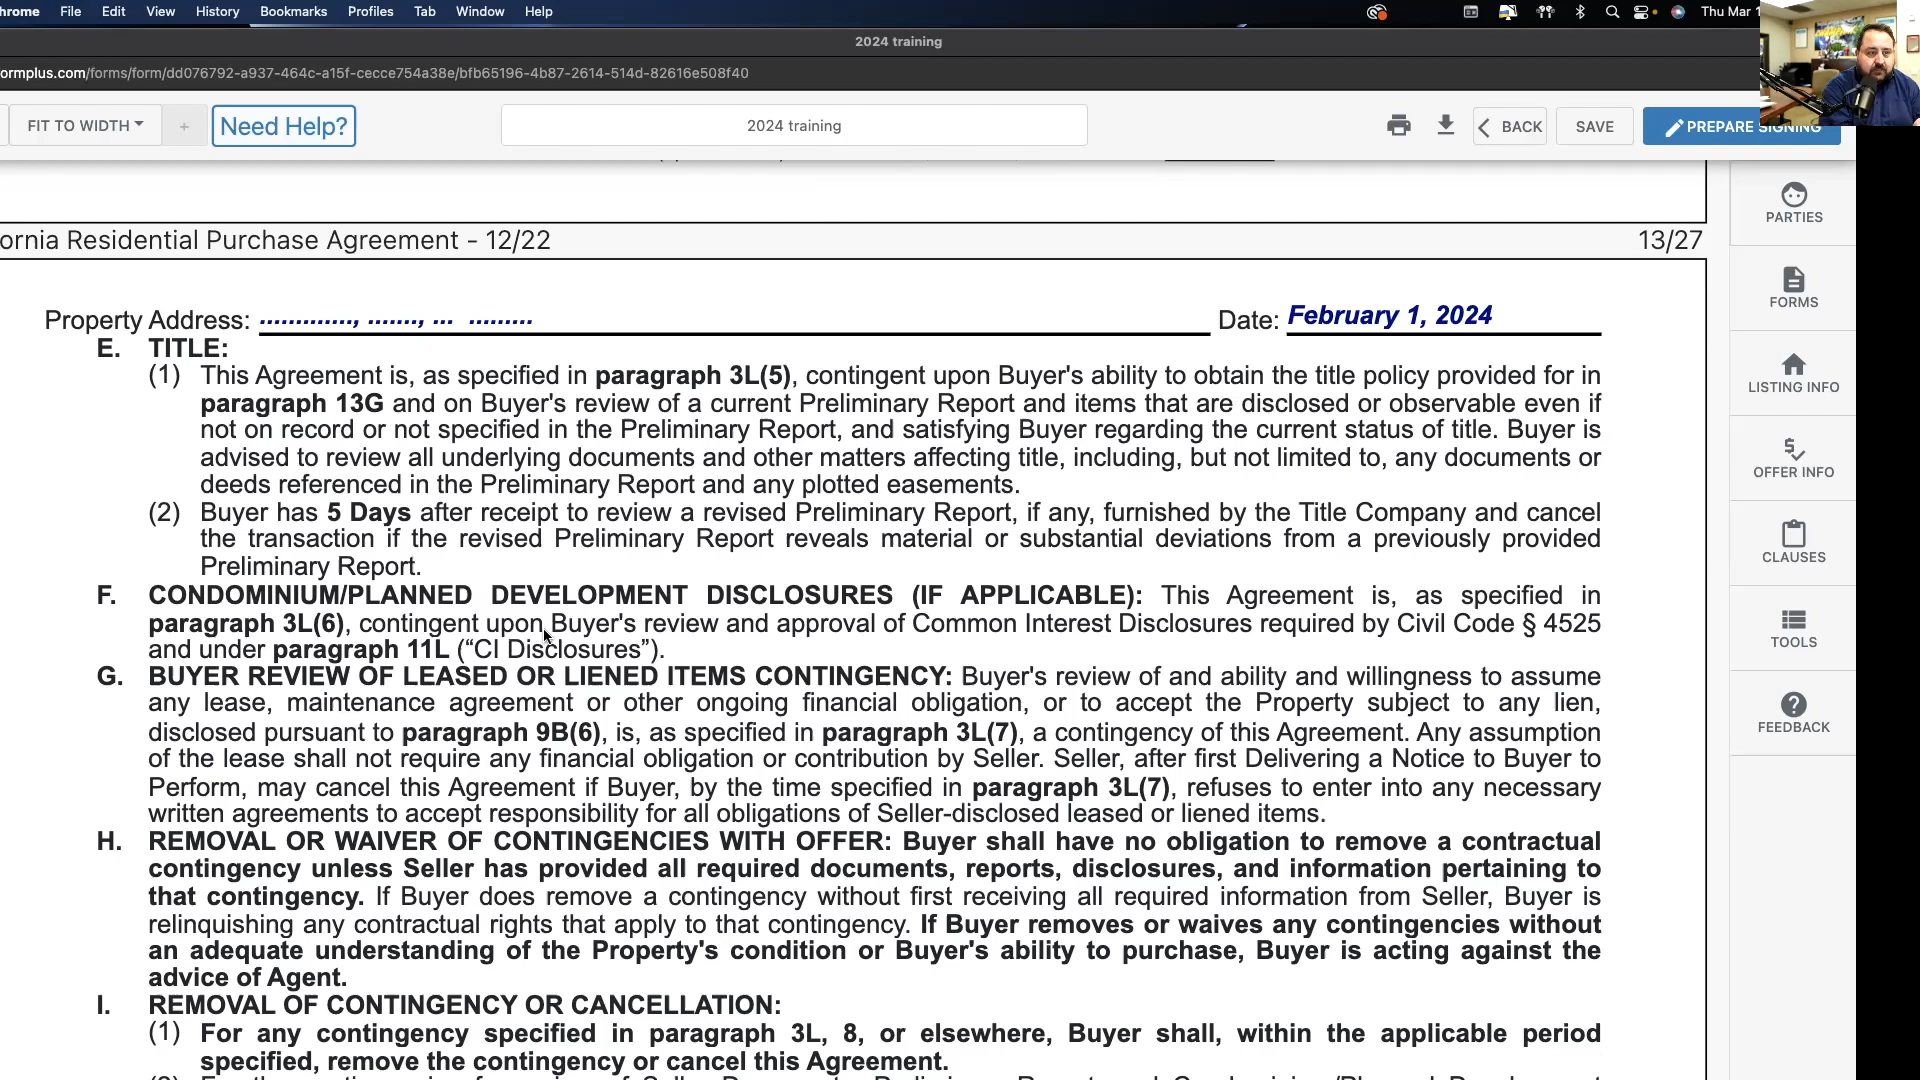 hrome File Edit View History Bookmarks Profiles Tab Window Help Thu Mar 1
2024 training
ormplus.com/forms/form/dd076792-a937-464c-a15f-cecce754a38e/bfb65196-4b87-2614-514d-82616e508f40
FIT TO WIDTH + Need Help? 2024 training BACK SAVE PREPARE SIGNING
ornia Residential Purchase Agreement - 12/22 13/27
Property Address: ............., ......., ... ......... Date: February 1, 2024
E. TITLE:
(1) This Agreement is, as specified in paragraph 3L(5), contingent upon Buyer's ability to obtain the title policy provided for in
paragraph 13G and on Buyer's review of a current Preliminary Report and items that are disclosed or observable even if
not on record or not specified in the Preliminary Report, and satisfying Buyer regarding the current status of title. Buyer is
advised to review all underlying documents and other matters affecting title, including, but not limited to, any documents or
deeds referenced in the Preliminary Report and any plotted easements.
(2) Buyer has 5 Days after receipt to review a revised Preliminary Report, if any, furnished by the Title Company and cancel
the transaction if the revised Preliminary Report reveals material or substantial deviations from a previously provided
Preliminary Report.
F. CONDOMINIUM/PLANNED DEVELOPMENT DISCLOSURES (IF APPLICABLE): This Agreement is, as specified in
paragraph 3L(6), contingent upon Buyer's review and approval of Common Interest Disclosures required by Civil Code § 4525
and under paragraph 11L (“CI Disclosures”).
G. BUYER REVIEW OF LEASED OR LIENED ITEMS CONTINGENCY: Buyer's review of and ability and willingness to assume
any lease, maintenance agreement or other ongoing financial obligation, or to accept the Property subject to any lien,
disclosed pursuant to paragraph 9B(6), is, as specified in paragraph 3L(7), a contingency of this Agreement. Any assumption
of the lease shall not require any financial obligation or contribution by Seller. Seller, after first Delivering a Notice to Buyer to
Perform, may cancel this Agreement if Buyer, by the time specified in paragraph 3L(7), refuses to enter into any necessary
written agreements to accept responsibility for all obligations of Seller-disclosed leased or liened items.
H. REMOVAL OR WAIVER OF CONTINGENCIES WITH OFFER: Buyer shall have no obligation to remove a contractual
contingency unless Seller has provided all required documents, reports, disclosures, and information pertaining to
that contingency. If Buyer does remove a contingency without first receiving all required information from Seller, Buyer is
relinquishing any contractual rights that apply to that contingency. If Buyer removes or waives any contingencies without
an adequate understanding of the Property's condition or Buyer's ability to purchase, Buyer is acting against the
advice of Agent.
I. REMOVAL OF CONTINGENCY OR CANCELLATION:
(1) For any contingency specified in paragraph 3L, 8, or elsewhere, Buyer shall, within the applicable period
specified, remove the contingency or cancel this Agreement.
PARTIES
FORMS
LISTING INFO
OFFER INFO
CLAUSES
TOOLS
FEEDBACK